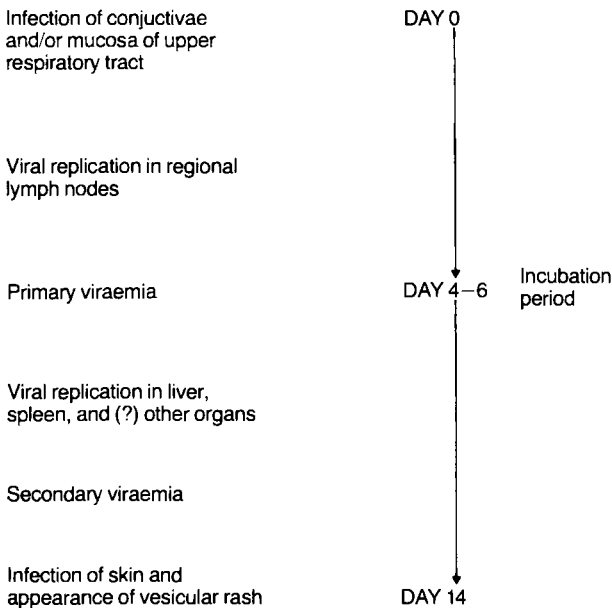 Infection of conjuctivae
and/or mucosa of upper
respiratory tract
DAY 0
Viral replication in regional
lymph nodes
Primary viraemia
DAY 4–6
Incubation
period
Viral replication in liver,
spleen, and (?) other organs
Secondary viraemia
Infection of skin and
appearance of vesicular rash
DAY 14